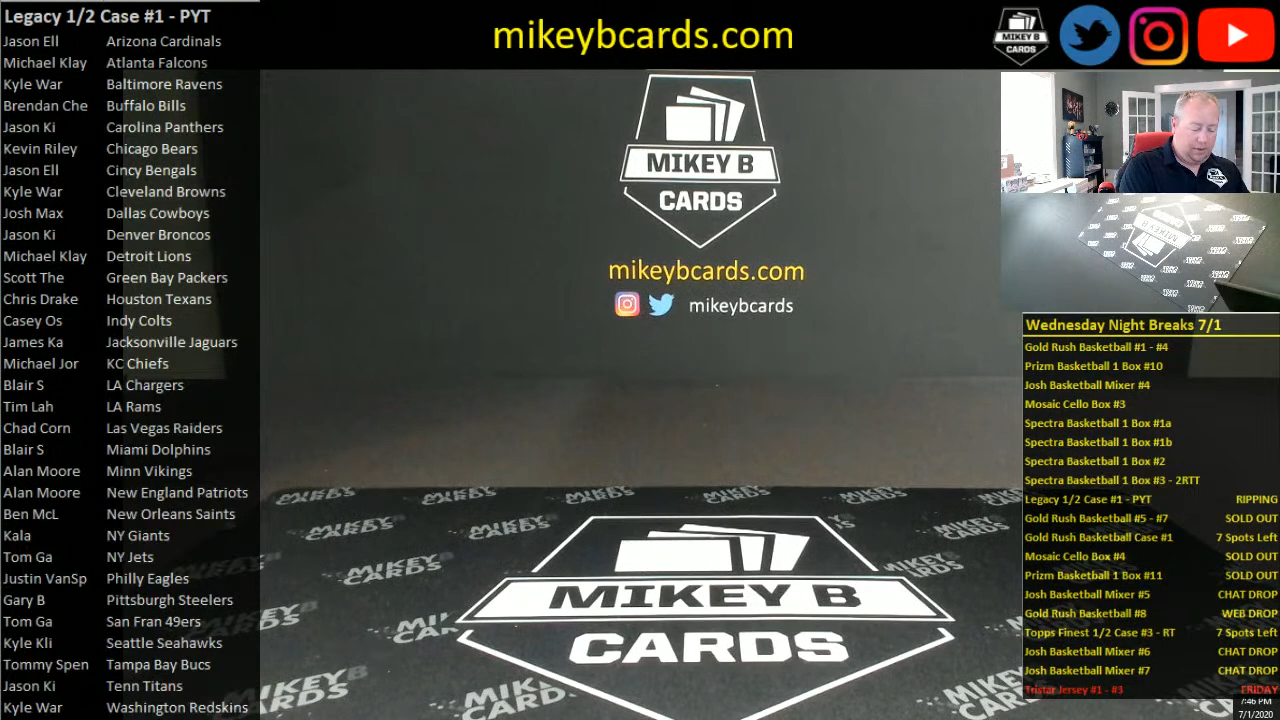 Legacy 1/2 Case #1 - PYT
Jason Ell Arizona Cardinals
Michael Klay Atlanta Falcons
Kyle War Baltimore Ravens
Brendan Che Buffalo Bills
Jason Ki Carolina Panthers
Kevin Riley Chicago Bears
Jason Ell Cincy Bengals
Kyle War Cleveland Browns
Josh Max Dallas Cowboys
Jason Ki Denver Broncos
Michael Klay Detroit Lions
Scott The Green Bay Packers
Chris Drake Houston Texans
Casey Os Indy Colts
James Ka Jacksonville Jaguars
Michael Jor KC Chiefs
Blair S LA Chargers
Tim Lah LA Rams
Chad Corn Las Vegas Raiders
Blair S Miami Dolphins
Alan Moore Minn Vikings
Alan Moore New England Patriots
Ben McL New Orleans Saints
Kala NY Giants
Tom Ga NY Jets
Justin VanSp Philly Eagles
Gary B Pittsburgh Steelers
Tom Ga San Fran 49ers
Kyle Kli Seattle Seahawks
Tommy Spen Tampa Bay Bucs
Jason Ki Tenn Titans
Kyle War Washington Redskins
mikeybcards.com
MIKEY B
CARDS
MIKEY B
CARDS
mikeybcards.com
mikeybcards
MIKEY B
CARDS
Wednesday Night Breaks 7/1
Gold Rush Basketball #1 - #4
Prizm Basketball 1 Box #10
Josh Basketball Mixer #4
Mosaic Cello Box #3
Spectra Basketball 1 Box #1a
Spectra Basketball 1 Box #1b
Spectra Basketball 1 Box #2
Spectra Basketball 1 Box #3 - 2RTT
Legacy 1/2 Case #1 - PYT RIPPING
Gold Rush Basketball #5 - #7 SOLD OUT
Gold Rush Basketball Case #1 7 Spots Left
Mosaic Cello Box #4 SOLD OUT
Prizm Basketball 1 Box #11 SOLD OUT
Josh Basketball Mixer #5 CHAT DROP
Gold Rush Basketball #8 WEB DROP
Topps Finest 1/2 Case #3 - RT 7 Spots Left
Josh Basketball Mixer #6 CHAT DROP
Josh Basketball Mixer #7 CHAT DROP
Tristar Jersey #1 - #3 FRIDAY
7:46 PM
7/1/2020